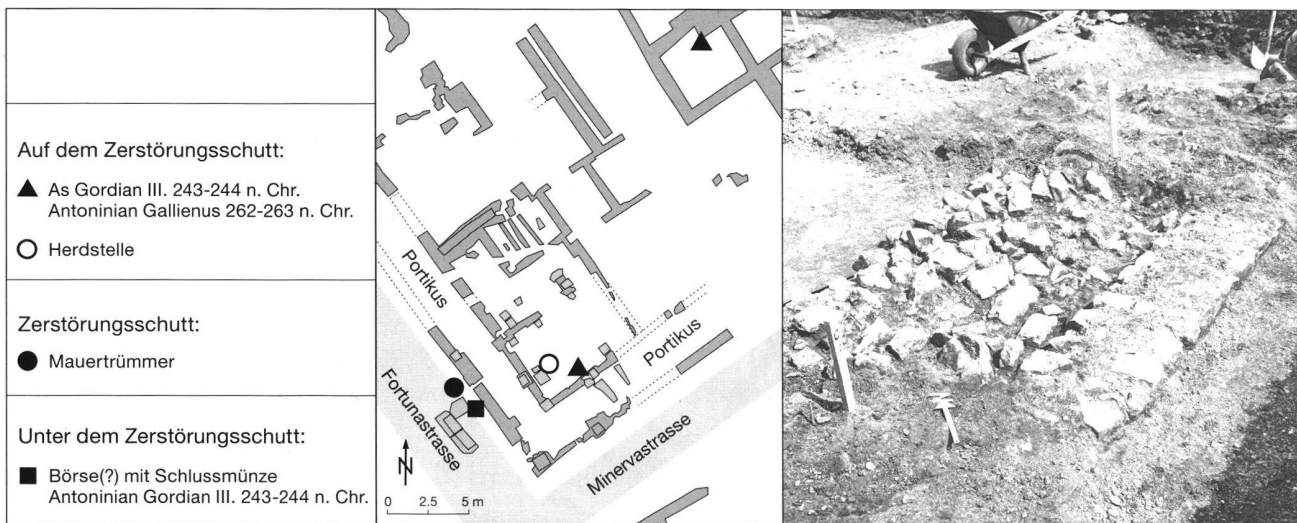 Auf dem Zerstörungsschutt:
As Gordian III. 243-244 n. Chr.
Antoninian Gallienus 262-263 n. Chr.
Herdstelle
Zerstörungsschutt:
Mauertrümmer
Unter dem Zerstörungsschutt:
Börse(?) mit Schlussmünze
Antoninian Gordian III. 243-244 n. Chr.
Portikus
Portikus
Fortunastrasse
Minervastrasse
N
0 2.5 5 m